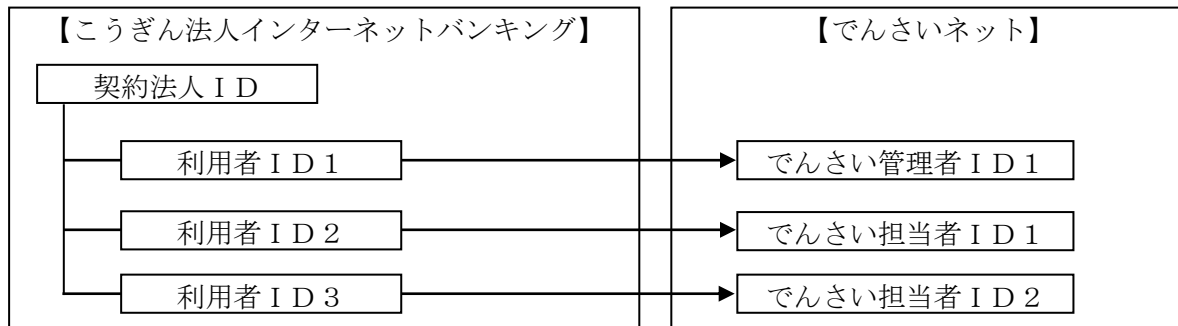 【こうぎん法人インターネットバンキング】
【でんさいネット】
契約法人ＩＤ
利用者ＩＤ１
でんさい管理者ＩＤ１
利用者ＩＤ２
でんさい担当者ＩＤ１
利用者ＩＤ３
でんさい担当者ＩＤ２